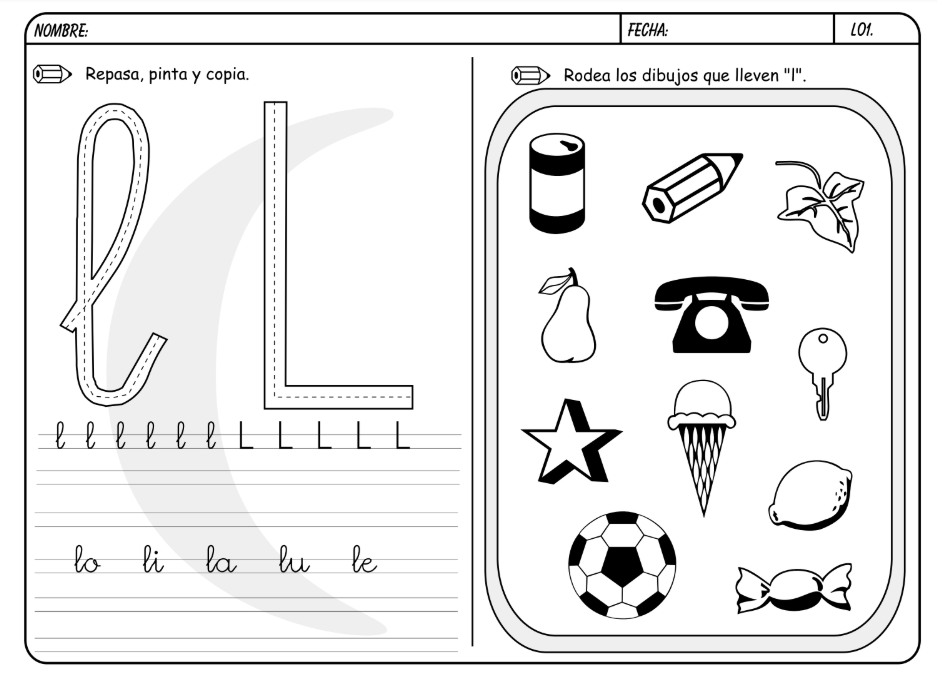 NOMBRE:
FECHA:
L01.
Repasa, pinta y copia.
l L
l l l l l l L L L L L
lo li la lu le
Rodea los dibujos que lleven "l".